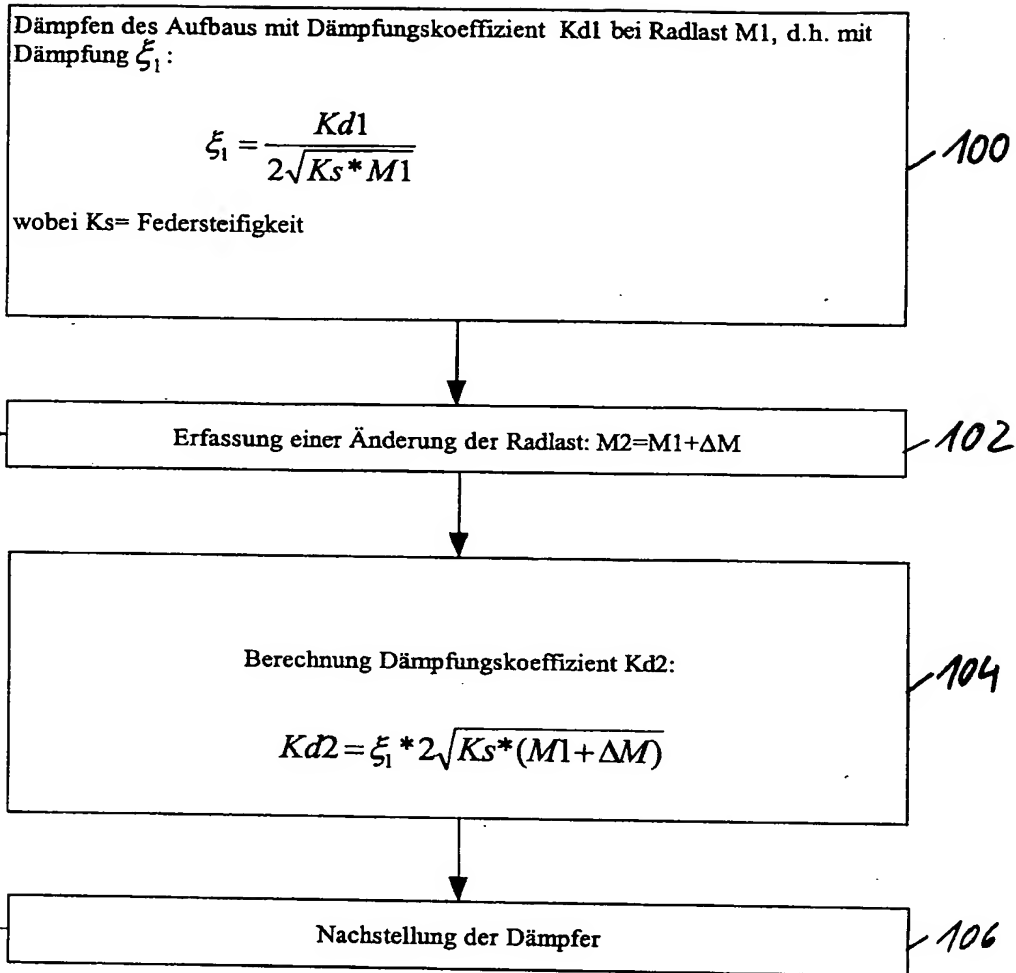 Dämpfen des Aufbaus mit Dämpfungskoeffizient Kd1 bei Radlast M1, d.h. mit
Dämpfung ξ₁:
ξ₁ = Kd1 / (2√(Ks * M1))
100
wobei Ks= Federsteifigkeit
Erfassung einer Änderung der Radlast: M2=M1+ΔM
102
Berechnung Dämpfungskoeffizient Kd2:
104
Kd2 = ξ₁ * 2√(Ks * (M1 + ΔM))
Nachstellung der Dämpfer
106